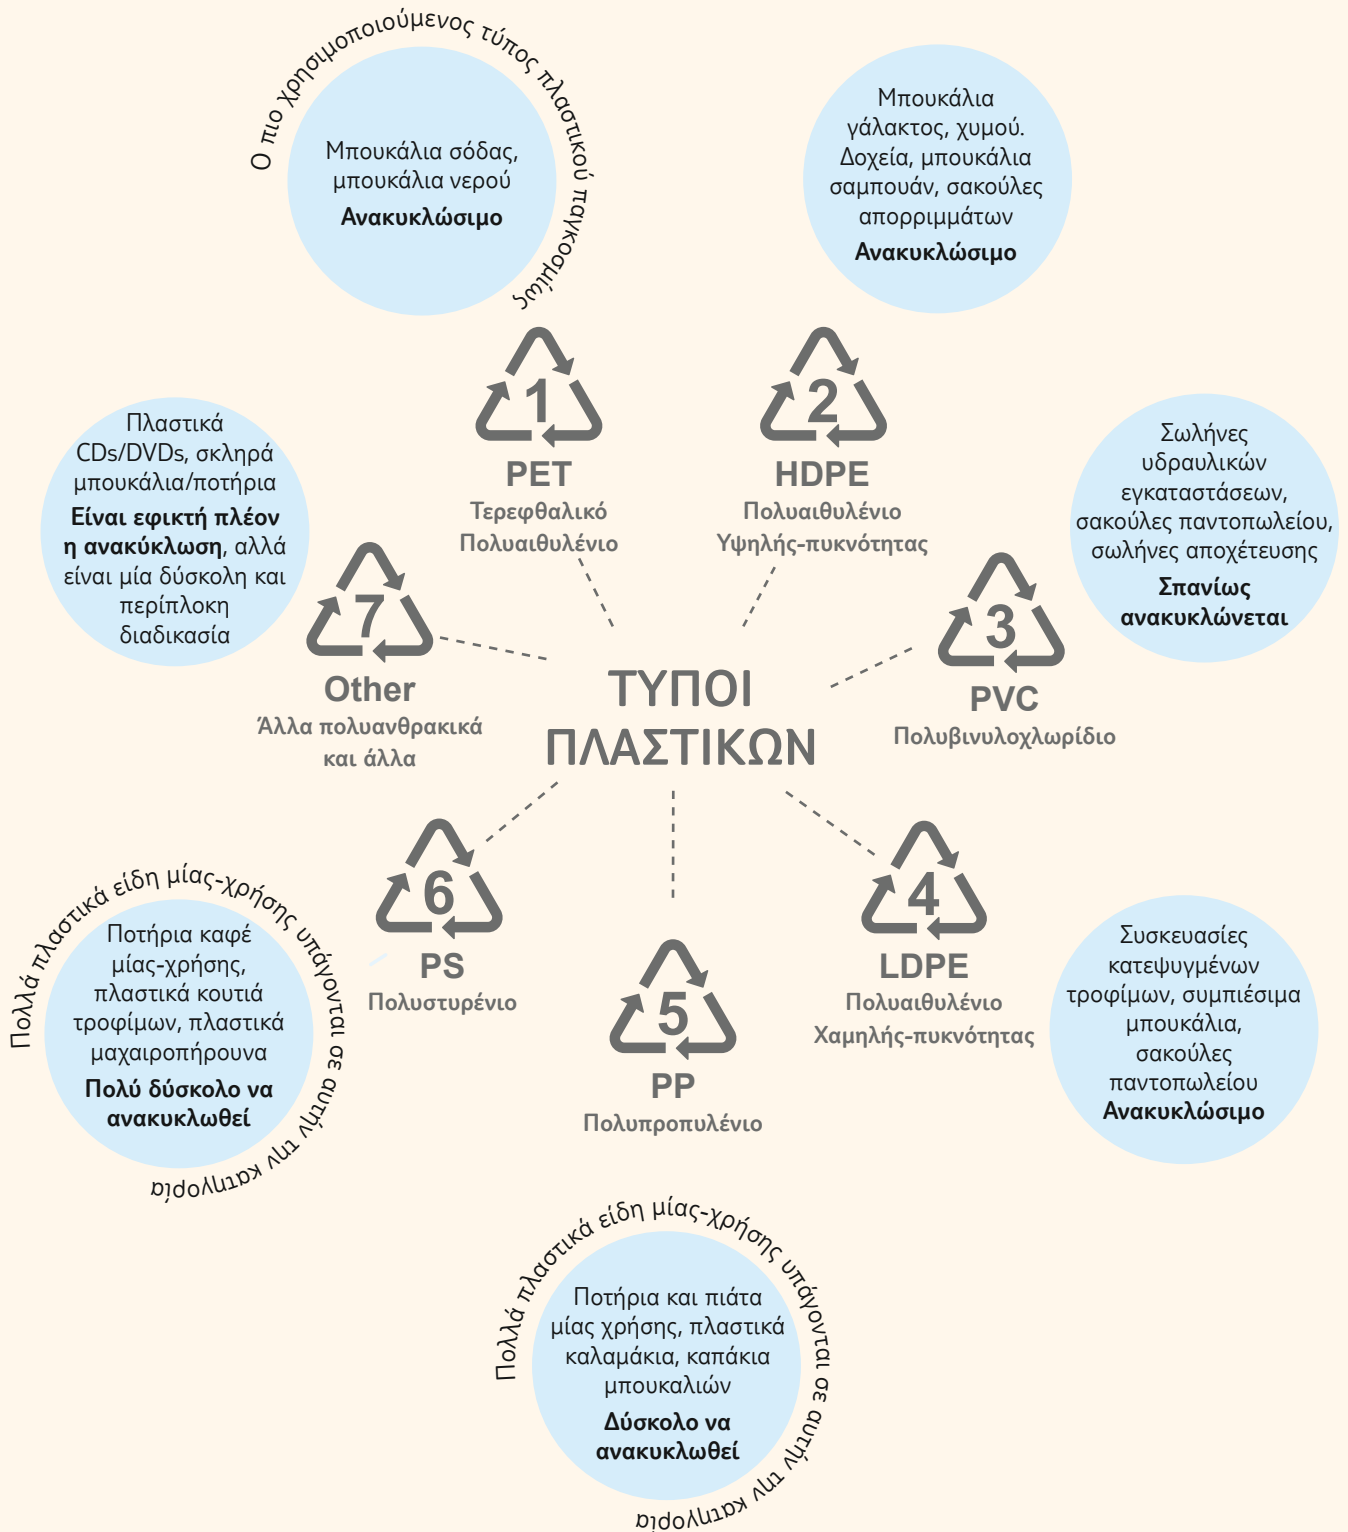 Ο πιο χρησιμοποιούμενος τύπος πλαστικού παγκοσμίως
Μπουκάλια σόδας,
μπουκάλια νερού
Ανακυκλώσιμο
Μπουκάλια
γάλακτος, χυμού.
Δοχεία, μπουκάλια
σαμπουάν, σακούλες
απορριμμάτων
Ανακυκλώσιμο
1
PET
Τερεφθαλικό
Πολυαιθυλένιο
2
HDPE
Πολυαιθυλένιο
Υψηλής-πυκνότητας
Πλαστικά
CDs/DVDs, σκληρά
μπουκάλια/ποτήρια
Είναι εφικτή πλέον
η ανακύκλωση, αλλά
είναι μία δύσκολη και
περίπλοκη
διαδικασία
7
Other
Άλλα πολυανθρακικά
και άλλα
Σωλήνες
υδραυλικών
εγκαταστάσεων,
σακούλες παντοπωλείου,
σωλήνες αποχέτευσης
Σπανίως
ανακυκλώνεται
3
PVC
Πολυβινυλοχλωρίδιο
ΤΥΠΟΙ
ΠΛΑΣΤΙΚΩΝ
Πολλά πλαστικά είδη μίας-χρήσης υπάγονται σε αυτήν την κατηγορία
Ποτήρια καφέ
μίας-χρήσης,
πλαστικά κουτιά
τροφίμων, πλαστικά
μαχαιροπήρουνα
Πολύ δύσκολο να
ανακυκλωθεί
6
PS
Πολυστυρένιο
5
PP
Πολυπροπυλένιο
4
LDPE
Πολυαιθυλένιο
Χαμηλής-πυκνότητας
Συσκευασίες
κατεψυγμένων
τροφίμων, συμπιέσιμα
μπουκάλια,
σακούλες
παντοπωλείου
Ανακυκλώσιμο
Πολλά πλαστικά είδη μίας-χρήσης υπάγονται σε αυτήν την κατηγορία
Ποτήρια και πιάτα
μίας χρήσης, πλαστικά
καλαμάκια, καπάκια
μπουκαλιών
Δύσκολο να
ανακυκλωθεί